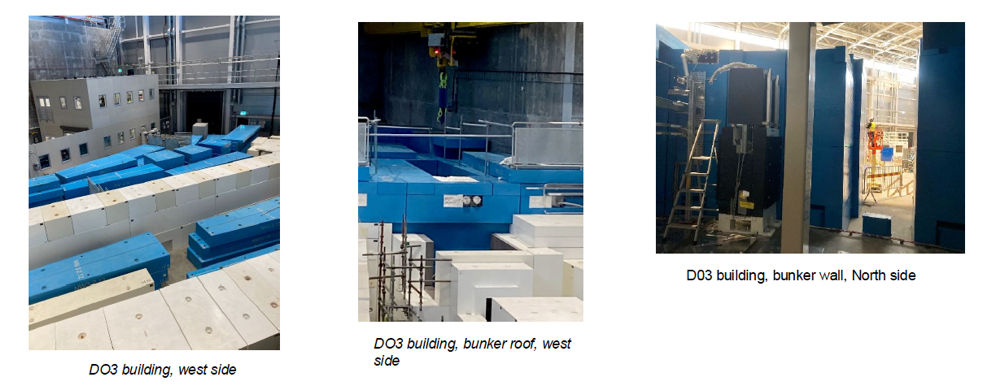 DO3 building, west side
DO3 building, bunker roof, west
side
D03 building, bunker wall, North side